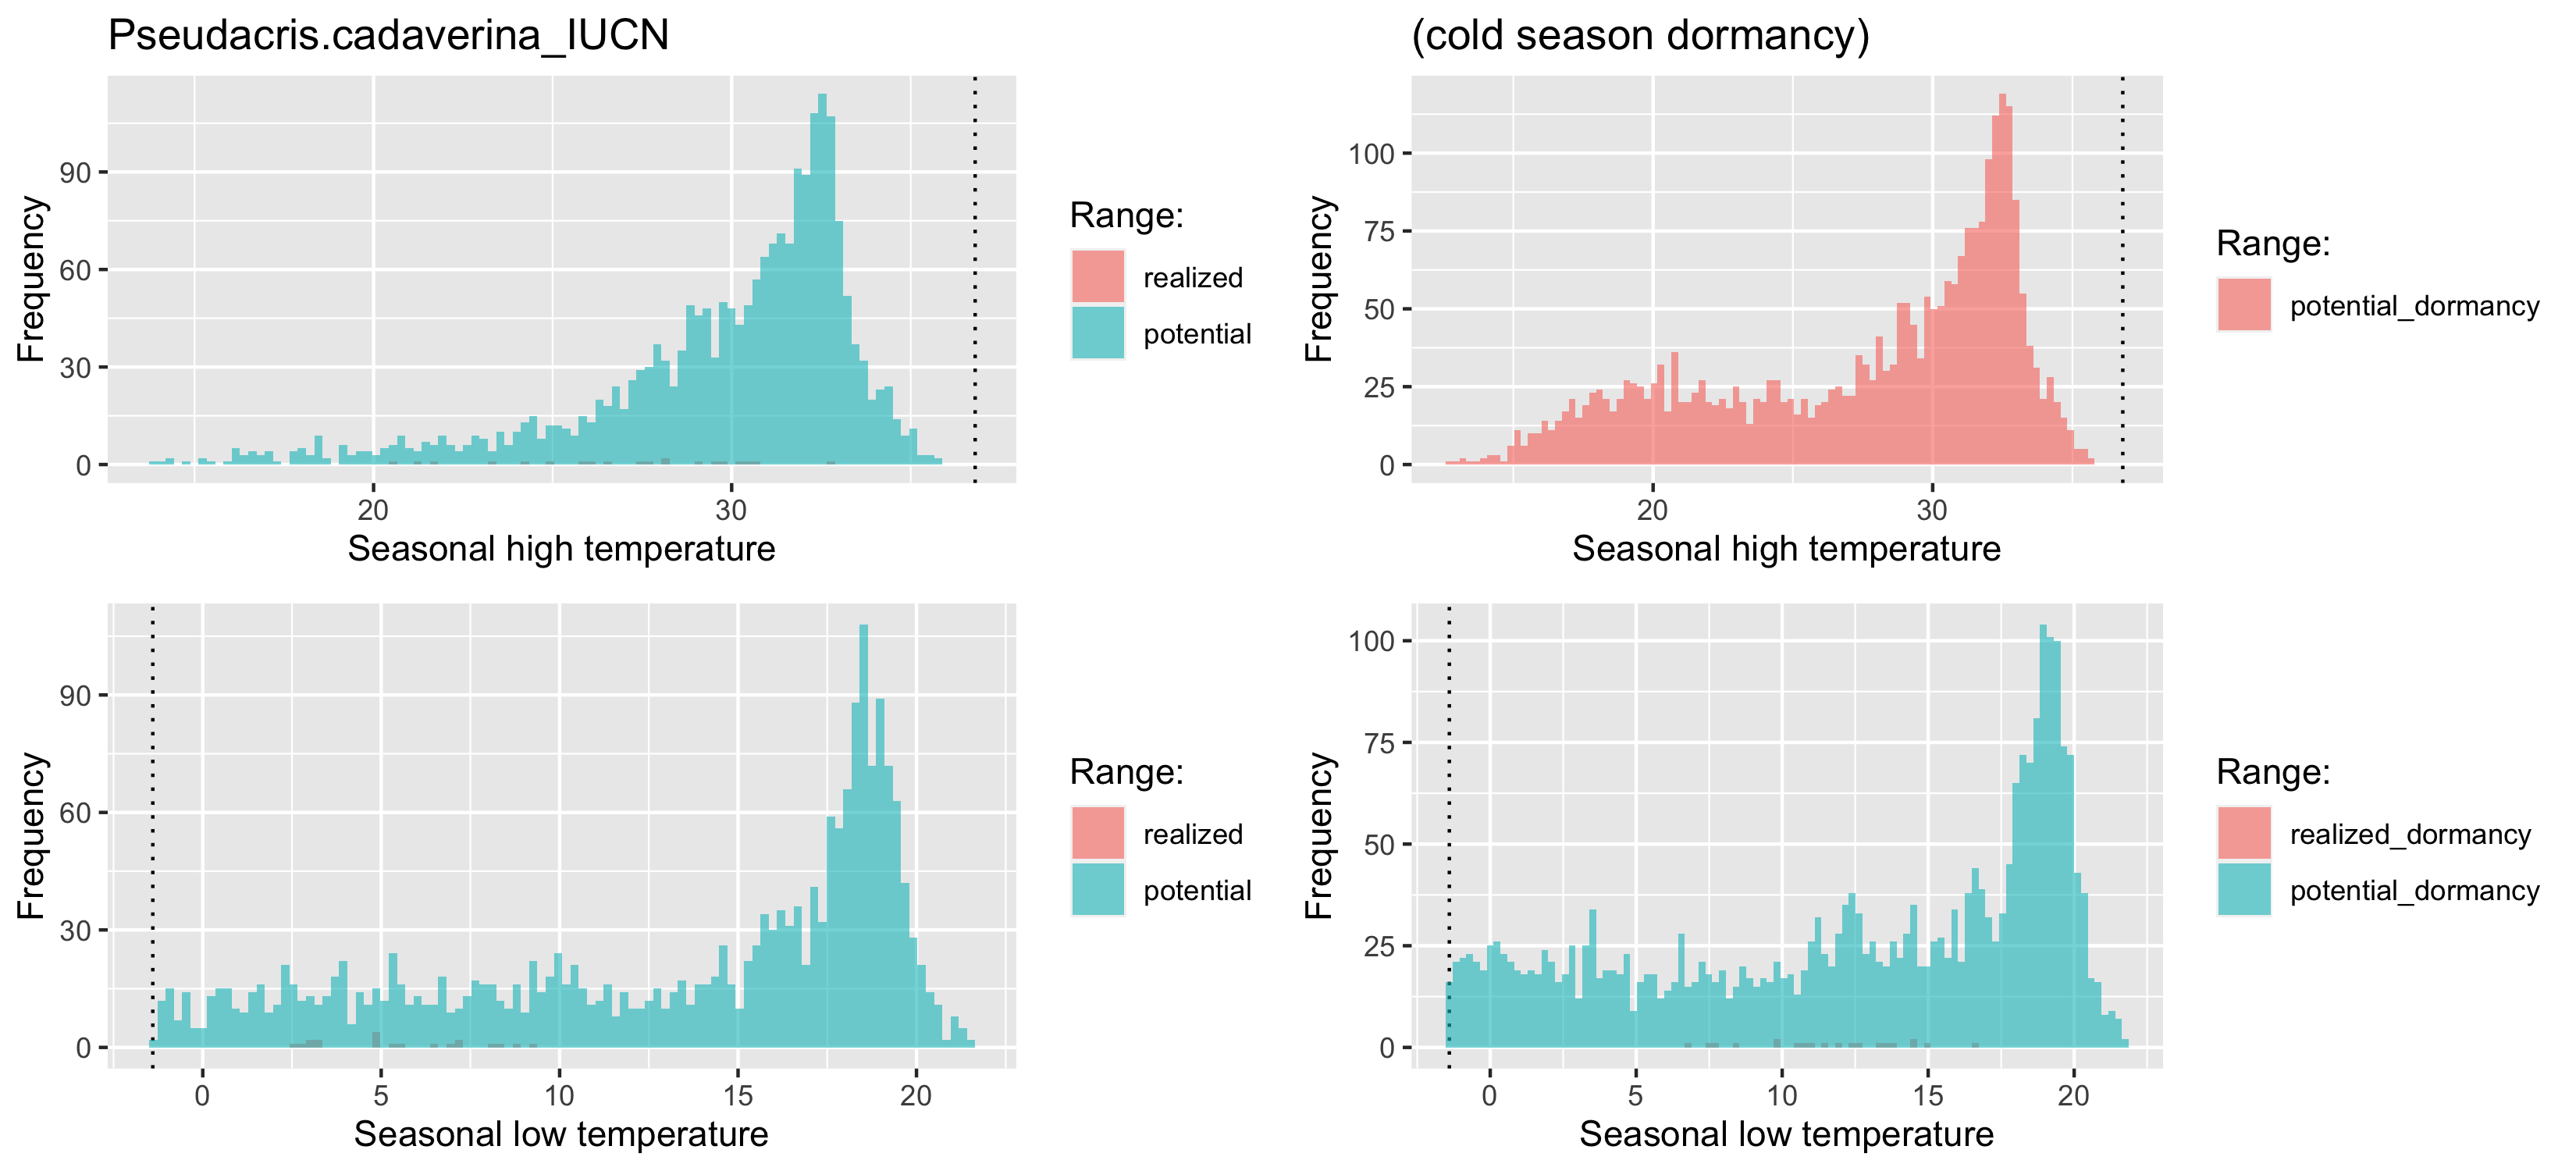 Pseudacris.cadaverina_IUCN
Frequency
90
60
30
0
20
30
Seasonal high temperature
Range:
realized
potential
(cold season dormancy)
Frequency
100
75
50
25
0
20
30
Seasonal high temperature
Range:
potential_dormancy
Frequency
90
60
30
0
0
5
10
15
20
Seasonal low temperature
Range:
realized
potential
Frequency
100
75
50
25
0
0
5
10
15
20
Seasonal low temperature
Range:
realized_dormancy
potential_dormancy